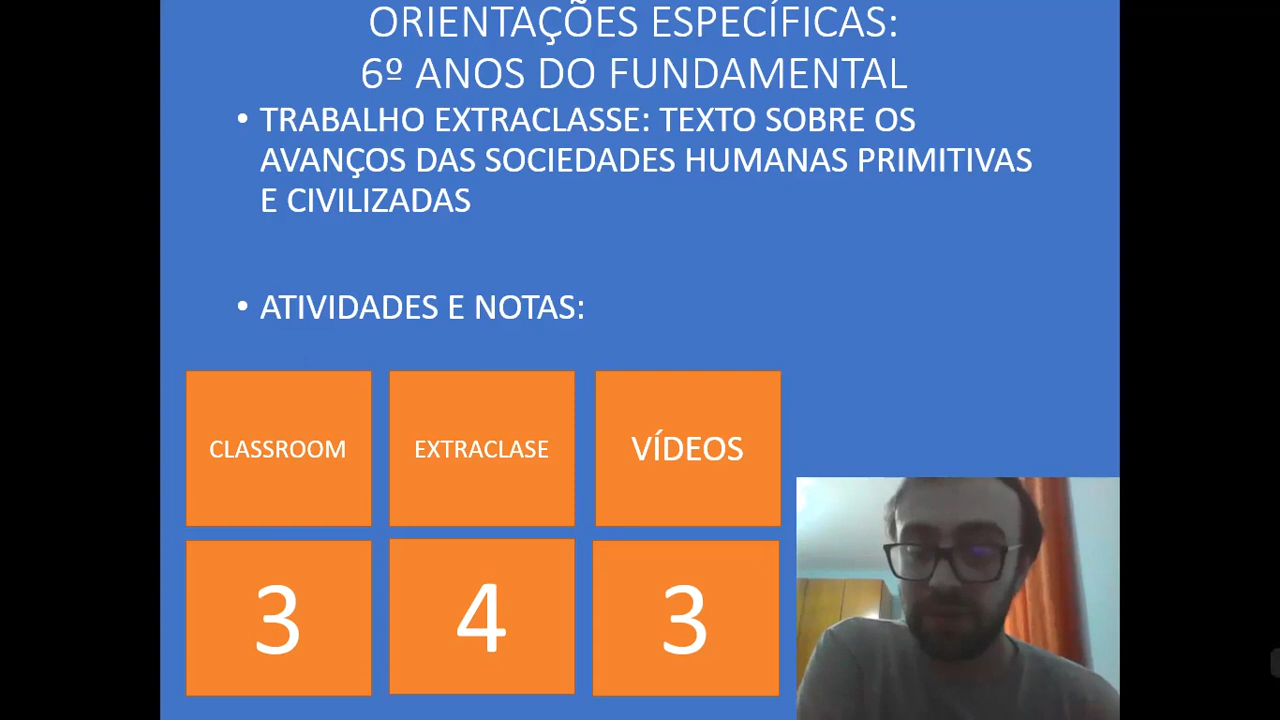 ORIENTAÇÕES ESPECÍFICAS:
6º ANOS DO FUNDAMENTAL
• TRABALHO EXTRACLASSE: TEXTO SOBRE OS
AVANÇOS DAS SOCIEDADES HUMANAS PRIMITIVAS
E CIVILIZADAS
• ATIVIDADES E NOTAS:
CLASSROOM EXTRACLASE VÍDEOS
3 4 3